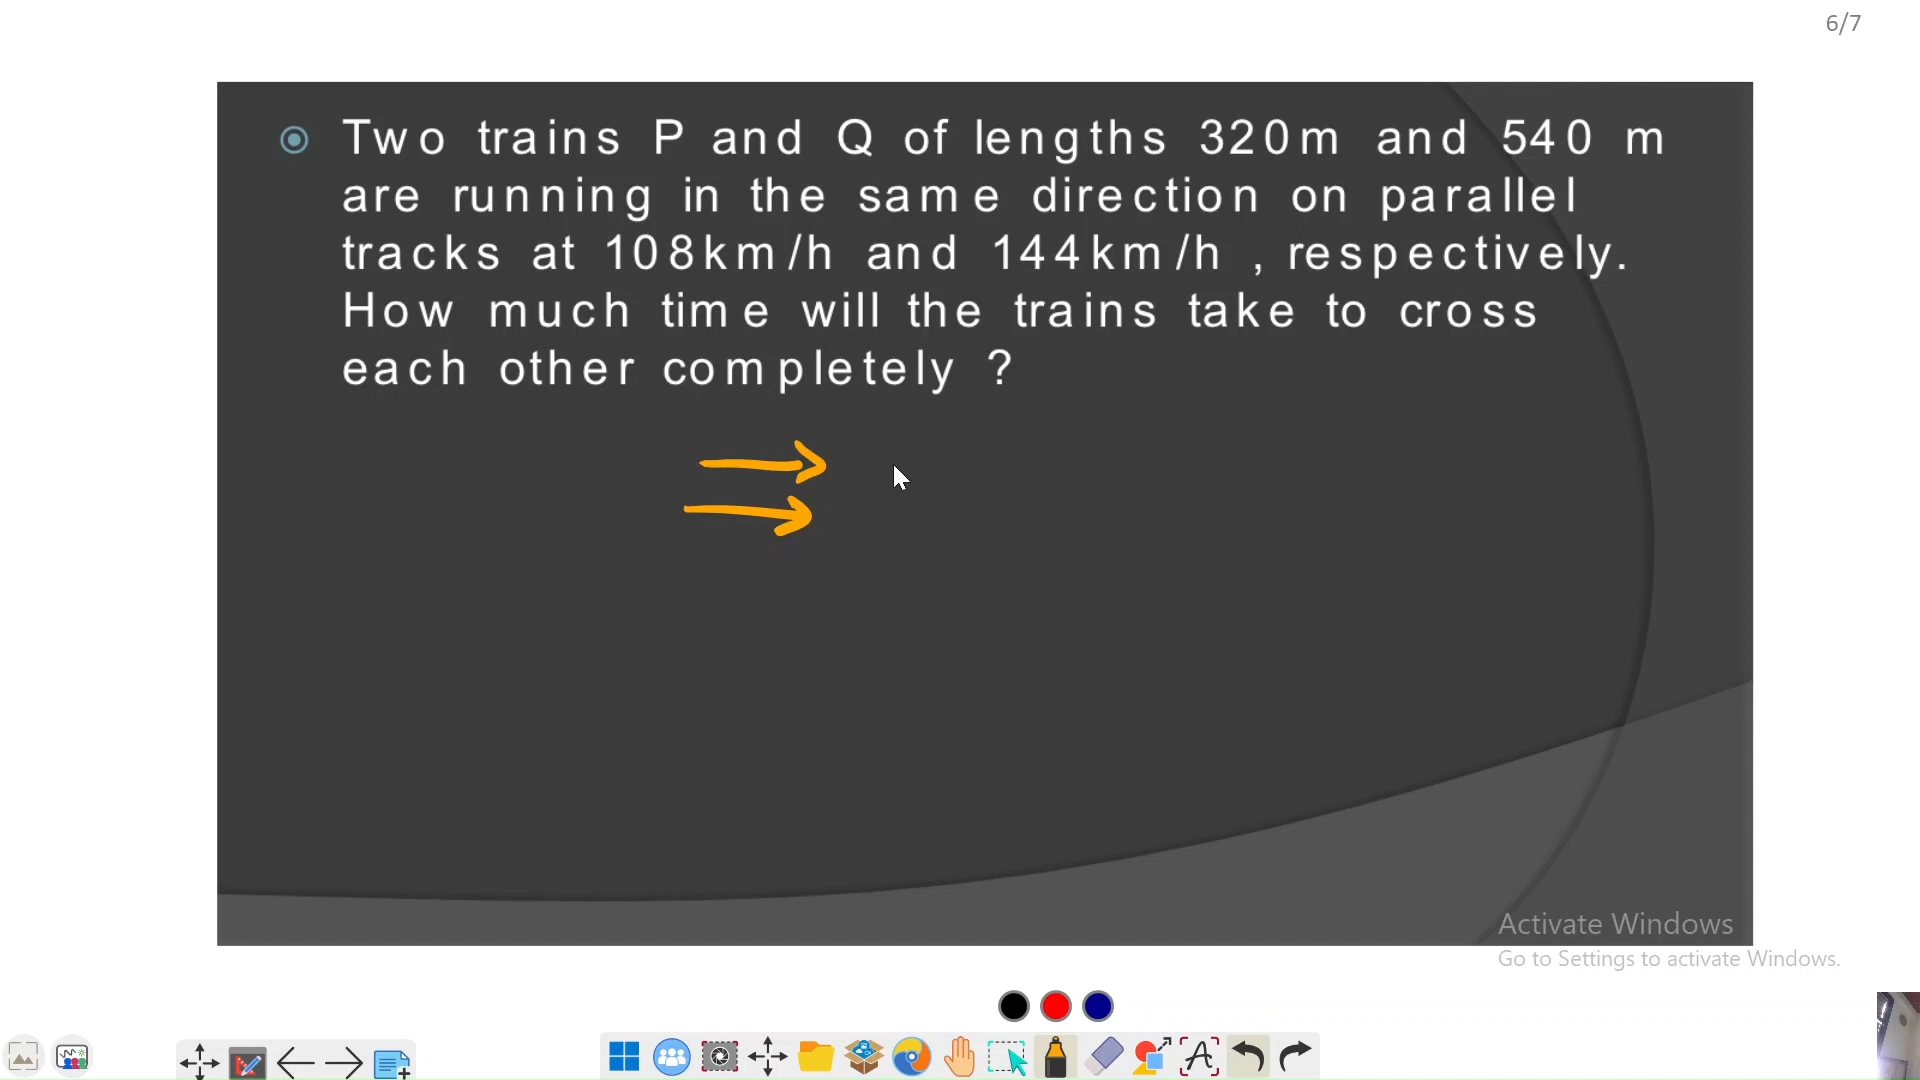 6/7
Two trains P and Q of lengths 320m and 540 m
are running in the same direction on parallel
tracks at 108km/h and 144km/h , respectively.
How much time will the trains take to cross
each other completely ?
Activate Windows
Go to Settings to activate Windows.